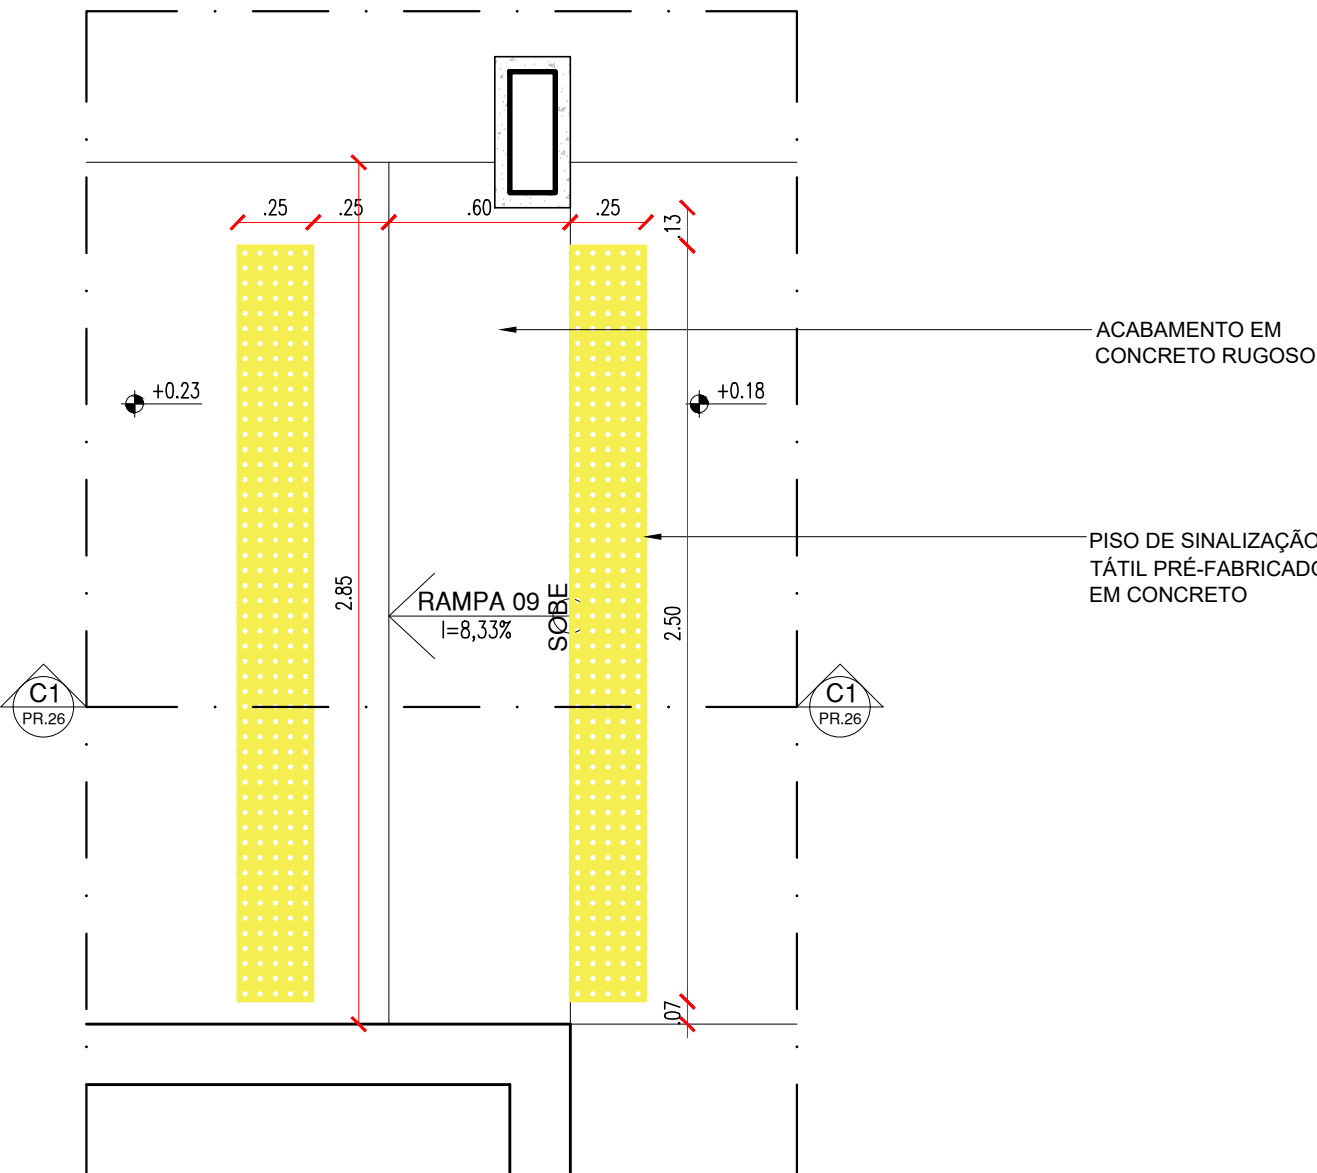 .25
.25
.60
.25
.13
ACABAMENTO EM
CONCRETO RUGOSO
+0.23
+0.18
PISO DE SINALIZAÇÃO
TÁTIL PRÉ-FABRICADO
EM CONCRETO
2.85
RAMPA 09
I=8,33%
SOBE
2.50
C1
PR.26
C1
PR.26
.07